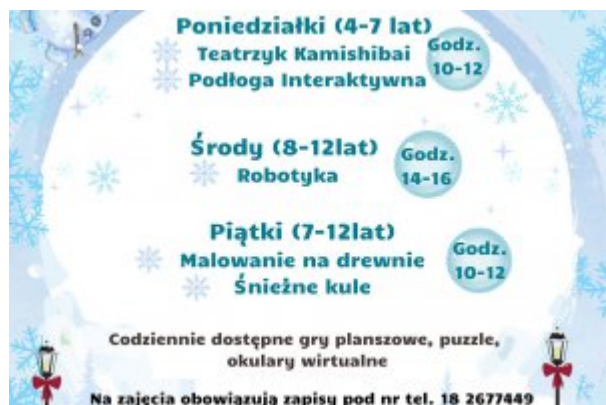 Poniedziałki (4-7 lat)
Teatrzyk Kamishibai
Podłoga Interaktywna
Godz.
10-12
Środy (8-12lat)
Robotyka
Godz.
14-16
Piątki (7-12lat)
Malowanie na drewnie
Śnieżne kule
Godz.
10-12
Codziennie dostępne gry planszowe, puzzle,
okulary wirtualne
Na zajęcia obowiązują zapisy pod nr tel. 18 2677449